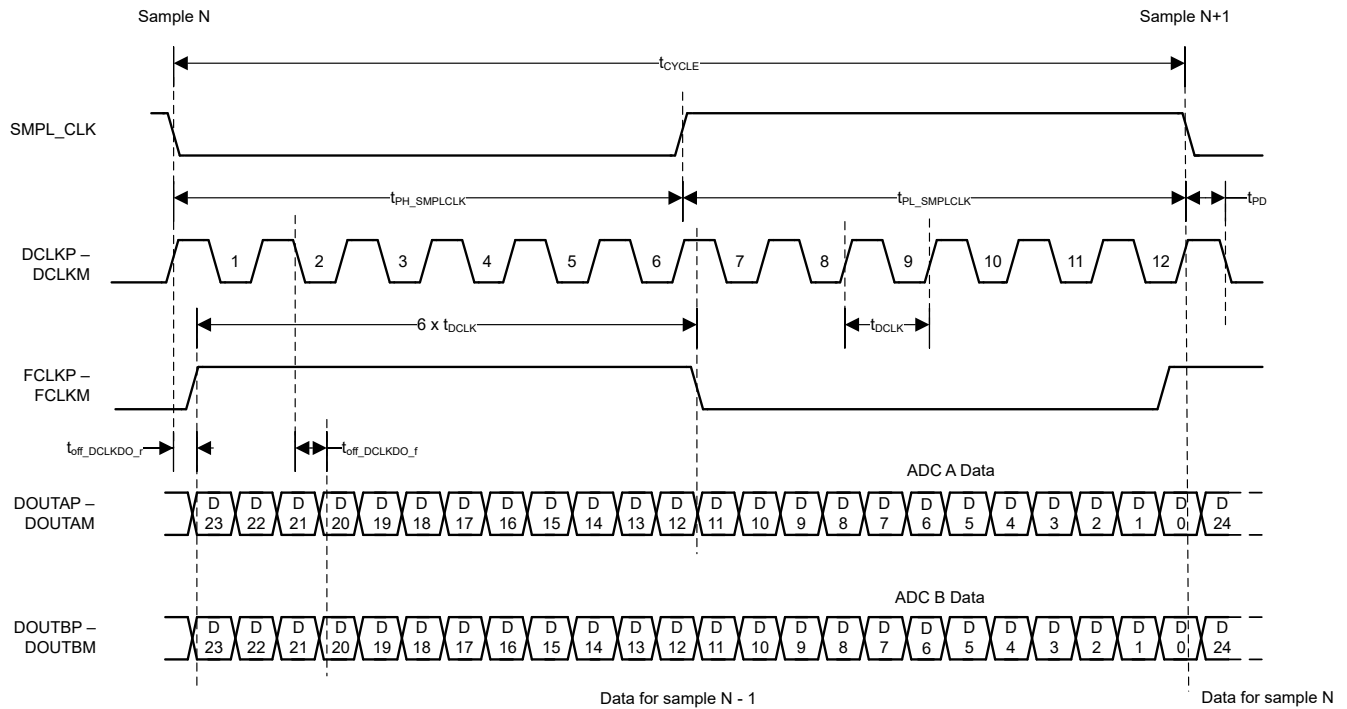 Sample N Sample N+1
tCYCLE
SMPL_CLK
tPH_SMPLCLK tPL_SMPLCLK tPD
DCLKP –
DCLKM
1 2 3 4 5 6 7 8 9 10 11 12
6 x tDCLK tDCLK
FCLKP –
FCLKM
toff_DCLKDO_r toff_DCLKDO_f
ADC A Data
DOUTAP –
DOUTAM
D D D D D D D D D D D D D D D D D D D D D D D D D
23 22 21 20 19 18 17 16 15 14 13 12 11 10 9 8 7 6 5 4 3 2 1 0 24
ADC B Data
DOUTBP –
DOUTBM
D D D D D D D D D D D D D D D D D D D D D D D D D
23 22 21 20 19 18 17 16 15 14 13 12 11 10 9 8 7 6 5 4 3 2 1 0 24
Data for sample N - 1 Data for sample N